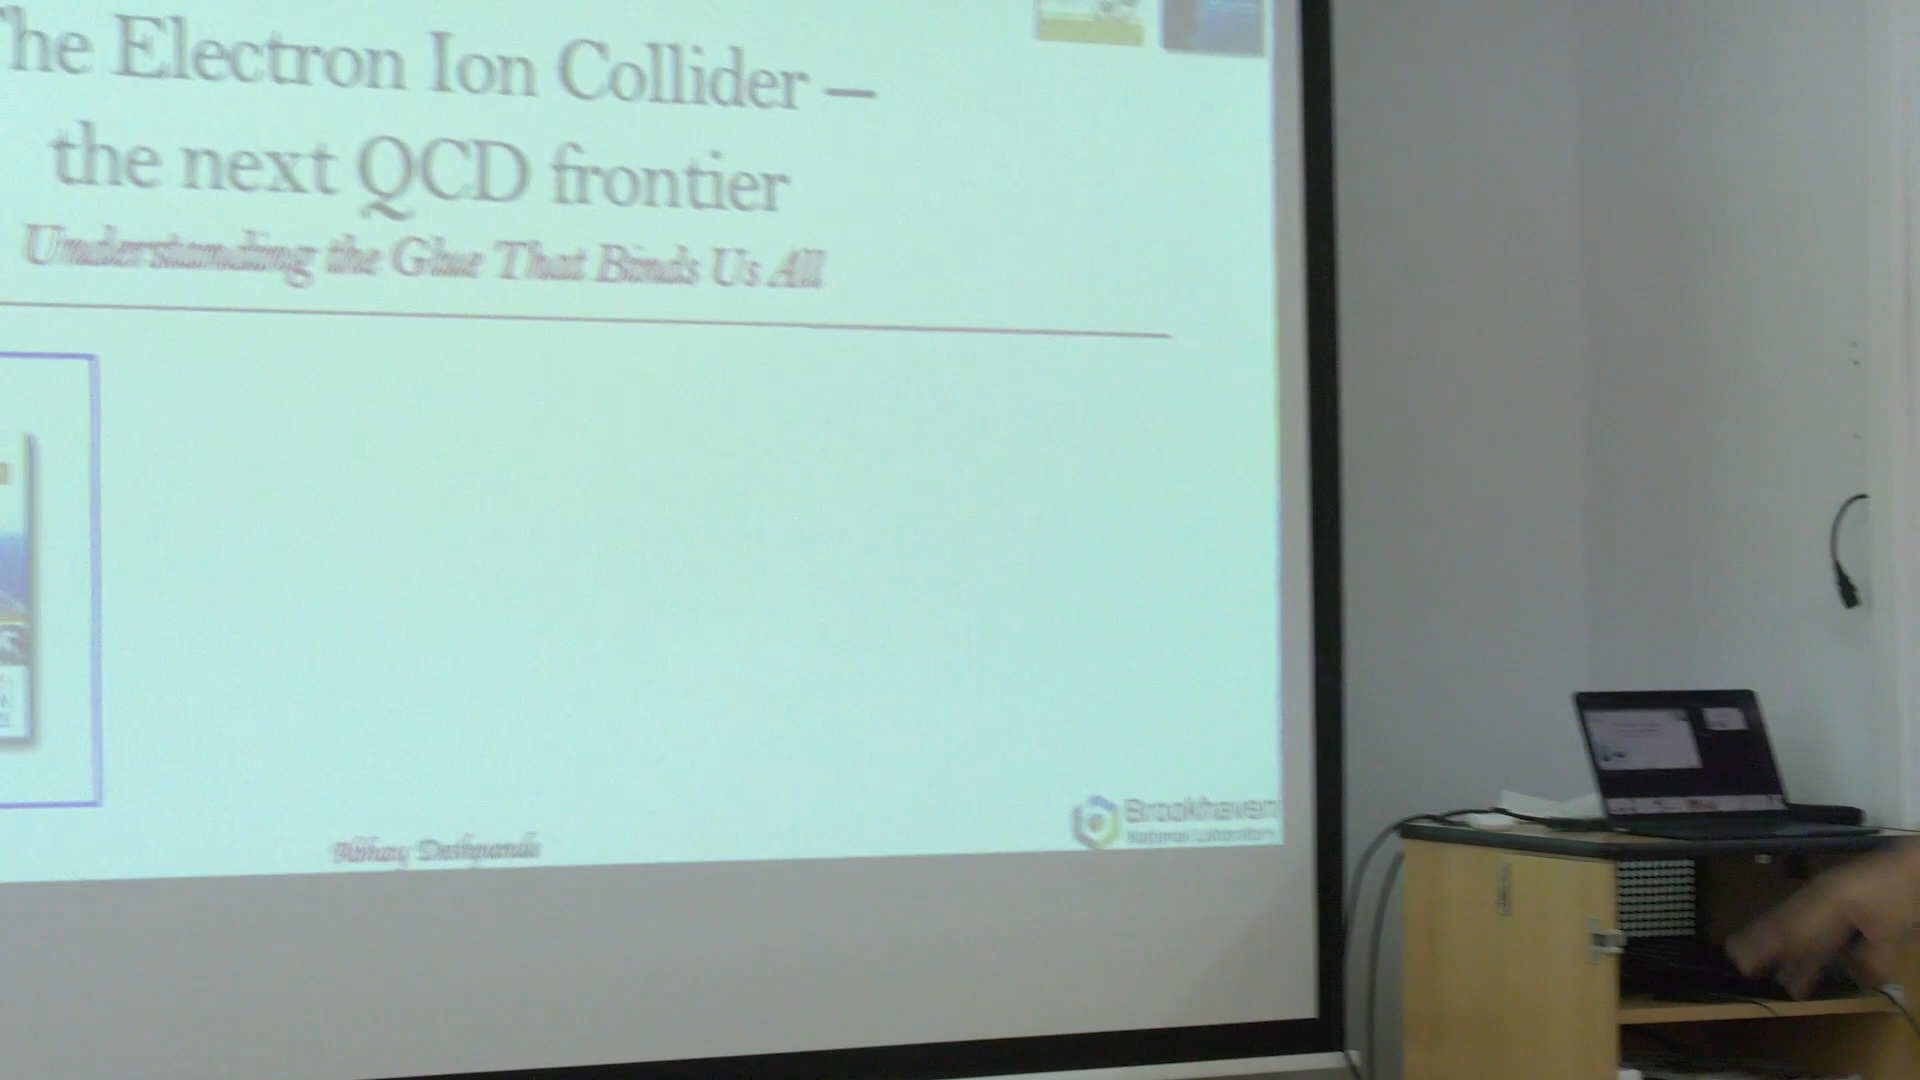 The Electron Ion Collider –
the next QCD frontier
Understanding the Glue That Binds Us All
Abhay Deshpande
Brookhaven
National Laboratory